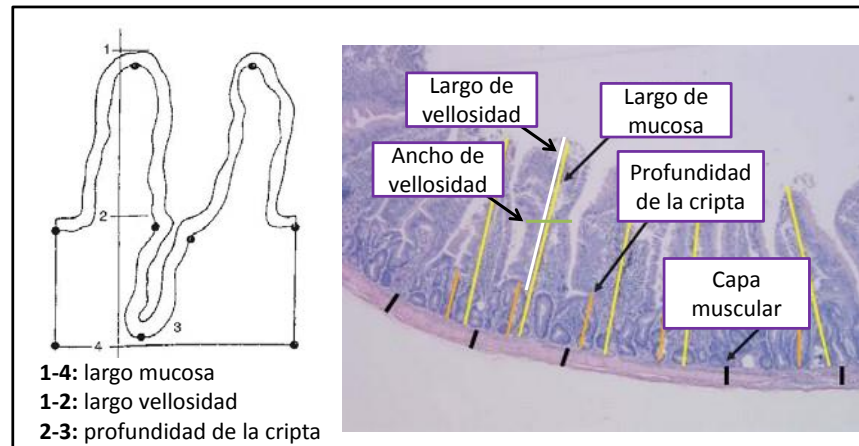 1
2
3
4
1-4: largo mucosa
1-2: largo vellosidad
2-3: profundidad de la cripta
Largo de
vellosidad
Largo de
mucosa
Ancho de
vellosidad
Profundidad
de la cripta
Capa
muscular